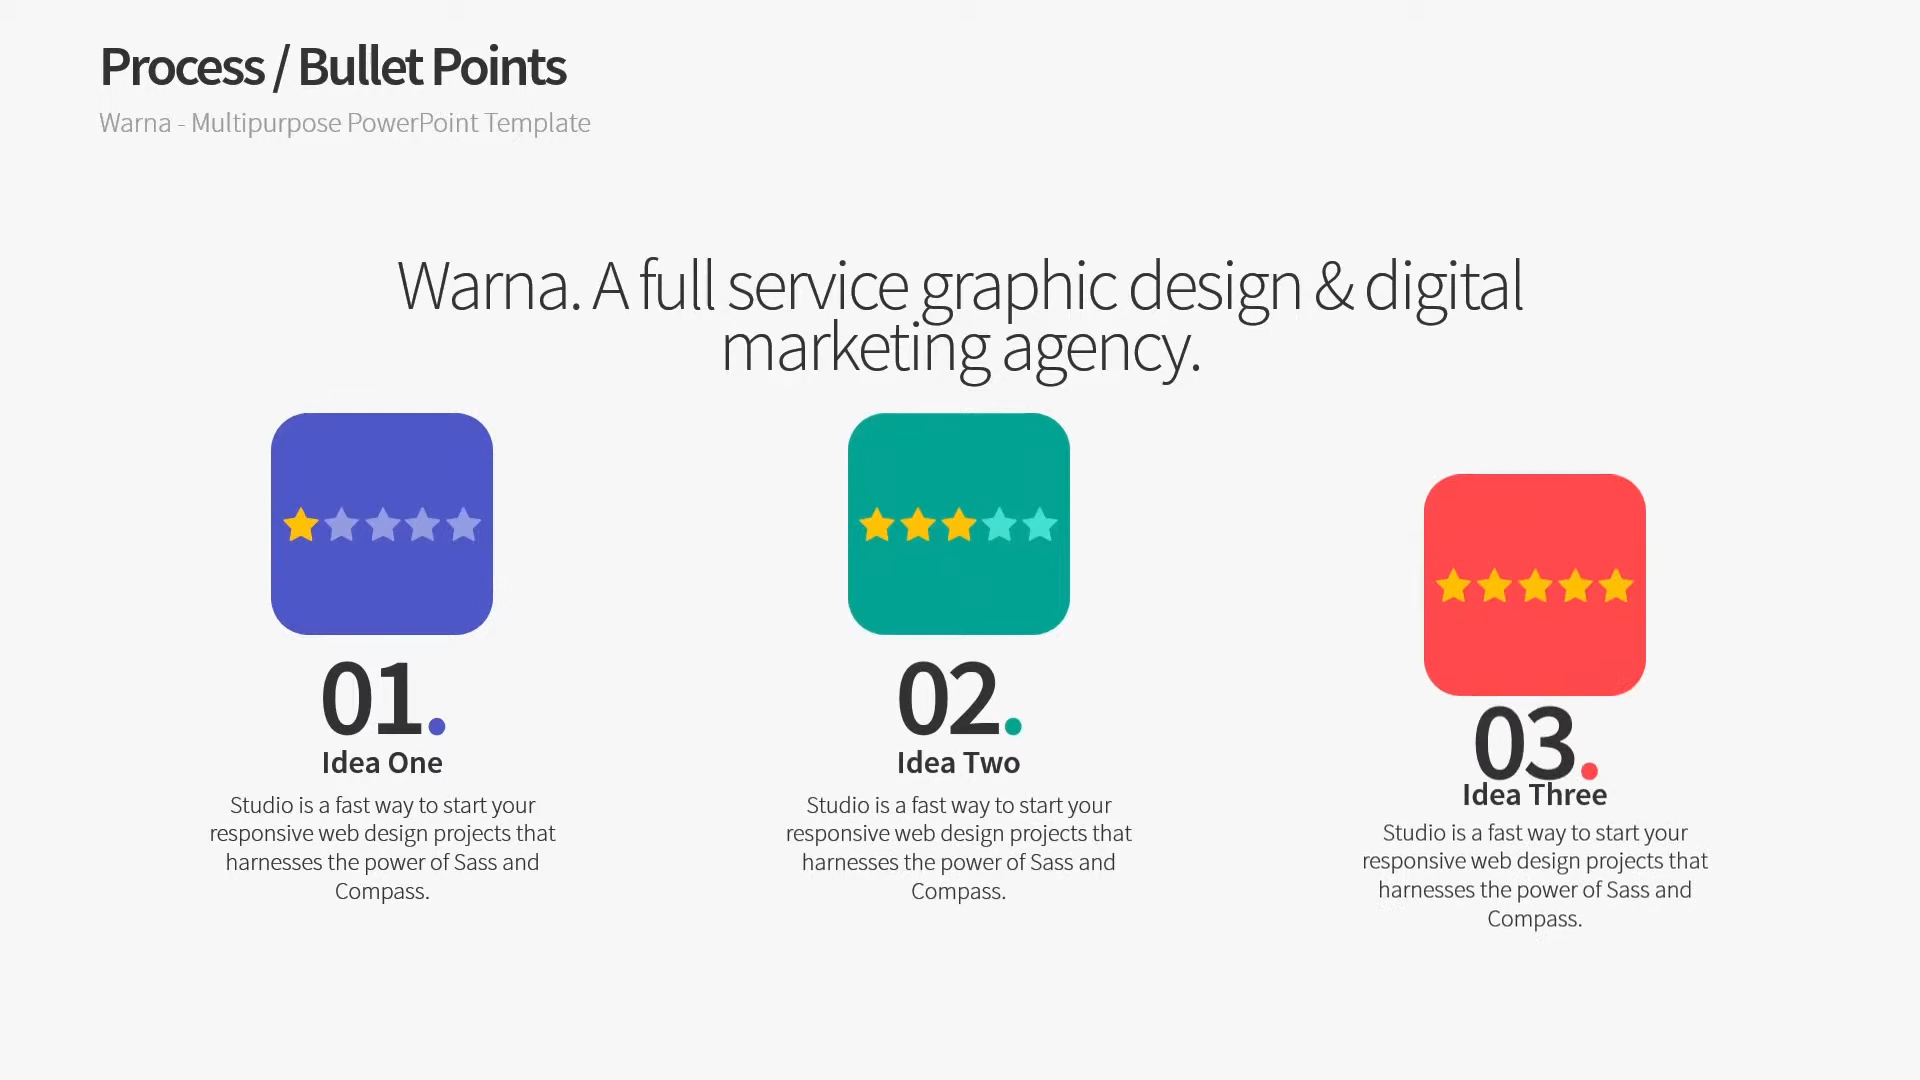 Process / Bullet Points
Warna - Multipurpose PowerPoint Template
Warna. A full service graphic design & digital
marketing agency.
01.
Idea One
Studio is a fast way to start your
responsive web design projects that
harnesses the power of Sass and
Compass.
02.
Idea Two
Studio is a fast way to start your
responsive web design projects that
harnesses the power of Sass and
Compass.
03.
Idea Three
Studio is a fast way to start your
responsive web design projects that
harnesses the power of Sass and
Compass.